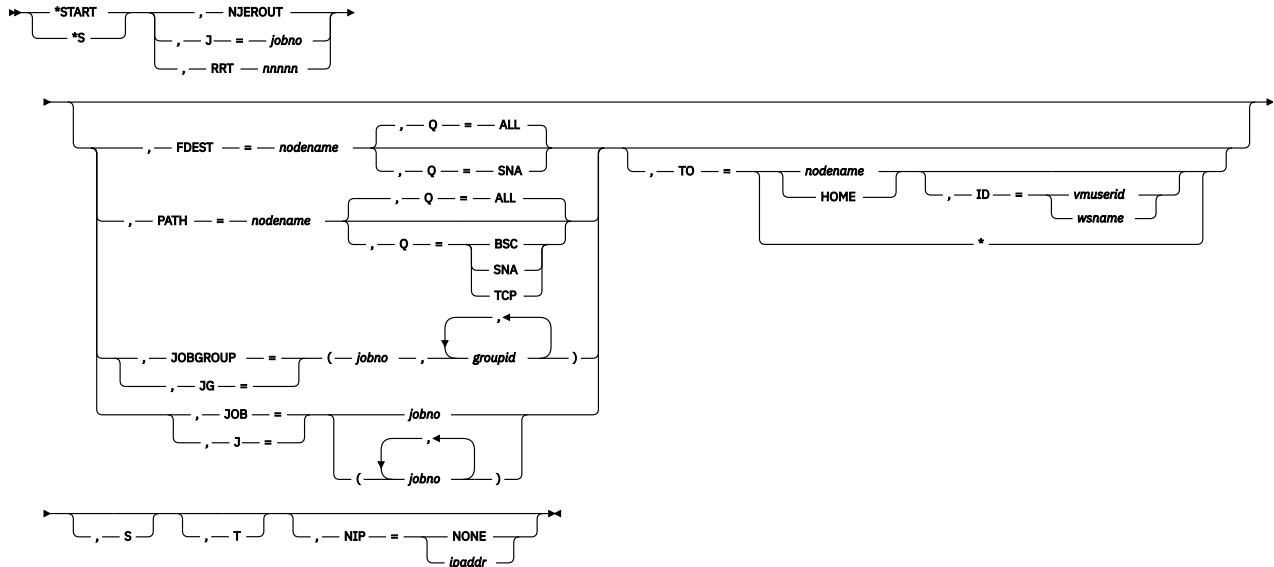 *START , NJEROUT
*S , J = jobno
, RRT nnnnn
, Q = ALL
, FDEST = nodename
, Q = SNA
, TO = nodename
HOME
, ID = vmuserid
wsname
*
, Q = ALL
, PATH = nodename
, Q = BSC
SNA
TCP
,
, JOBGROUP = ( jobno , groupid )
, JG =
, JOB = jobno
, J =
,
( jobno )
, S , T , NIP = NONE
ipaddr